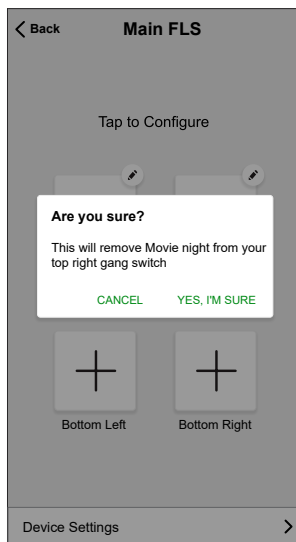 Back
Main FLS
Tap to Configure
Are you sure?
This will remove Movie night from your
top right gang switch
CANCEL
YES, I'M SURE
Bottom Left
Bottom Right
Device Settings